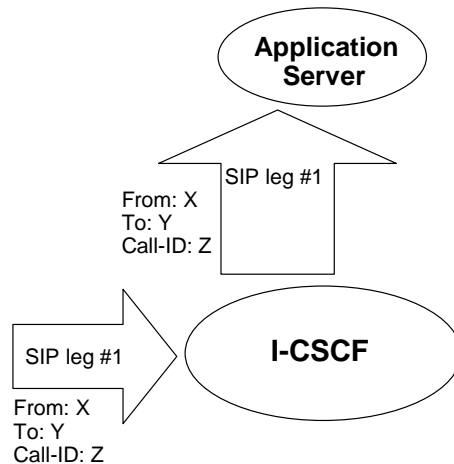 Application
Server
SIP leg #1
From: X
To: Y
Call-ID: Z
I-CSCF
SIP leg #1
From: X
To: Y
Call-ID: Z